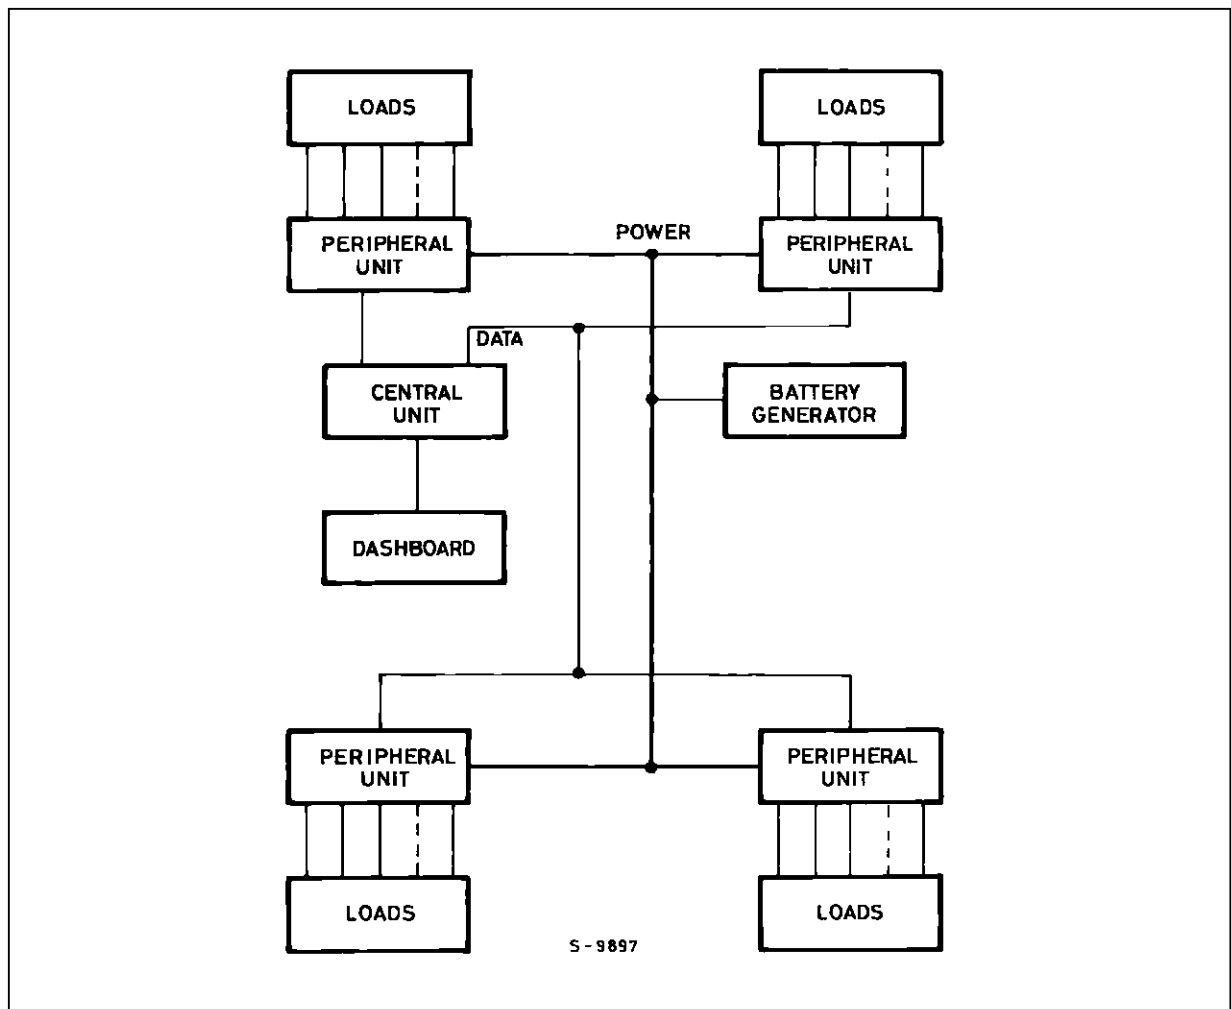 LOADS
LOADS
PERIPHERAL
UNIT
POWER
PERIPHERAL
UNIT
DATA
CENTRAL
UNIT
BATTERY
GENERATOR
DASHBOARD
PERIPHERAL
UNIT
PERIPHERAL
UNIT
LOADS
LOADS
S-9897